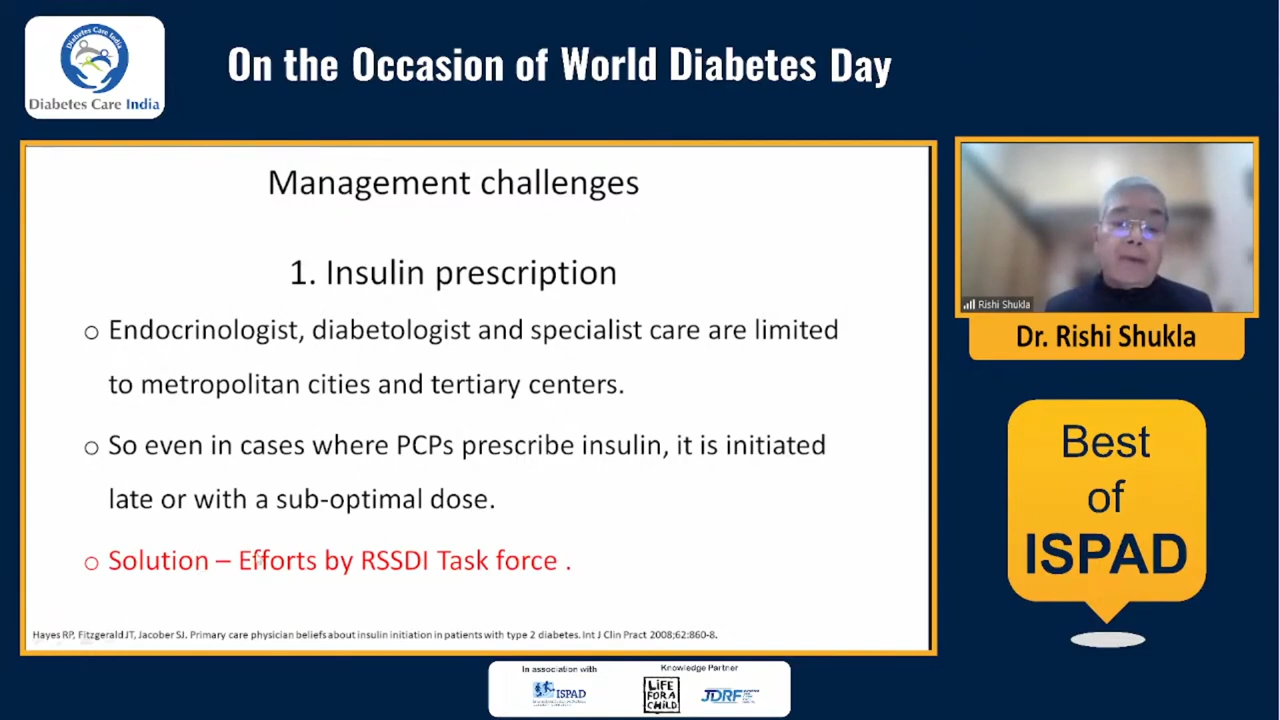 Diabetes Care India
Diabetes Care India
On the Occasion of World Diabetes Day
Management challenges
1. Insulin prescription
o Endocrinologist, diabetologist and specialist care are limited
to metropolitan cities and tertiary centers.
o So even in cases where PCPs prescribe insulin, it is initiated
late or with a sub-optimal dose.
o Solution – Efforts by RSSDI Task force .
Hayes RP, Fitzgerald JT, Jacober SJ. Primary care physician beliefs about insulin initiation in patients with type 2 diabetes. Int J Clin Pract 2008;62:860-8.
Rishi Shukla
Dr. Rishi Shukla
Best
of
ISPAD
In association with
ISPAD
Knowledge Partner
LiFE
FOR A
CHiLD
JDRF